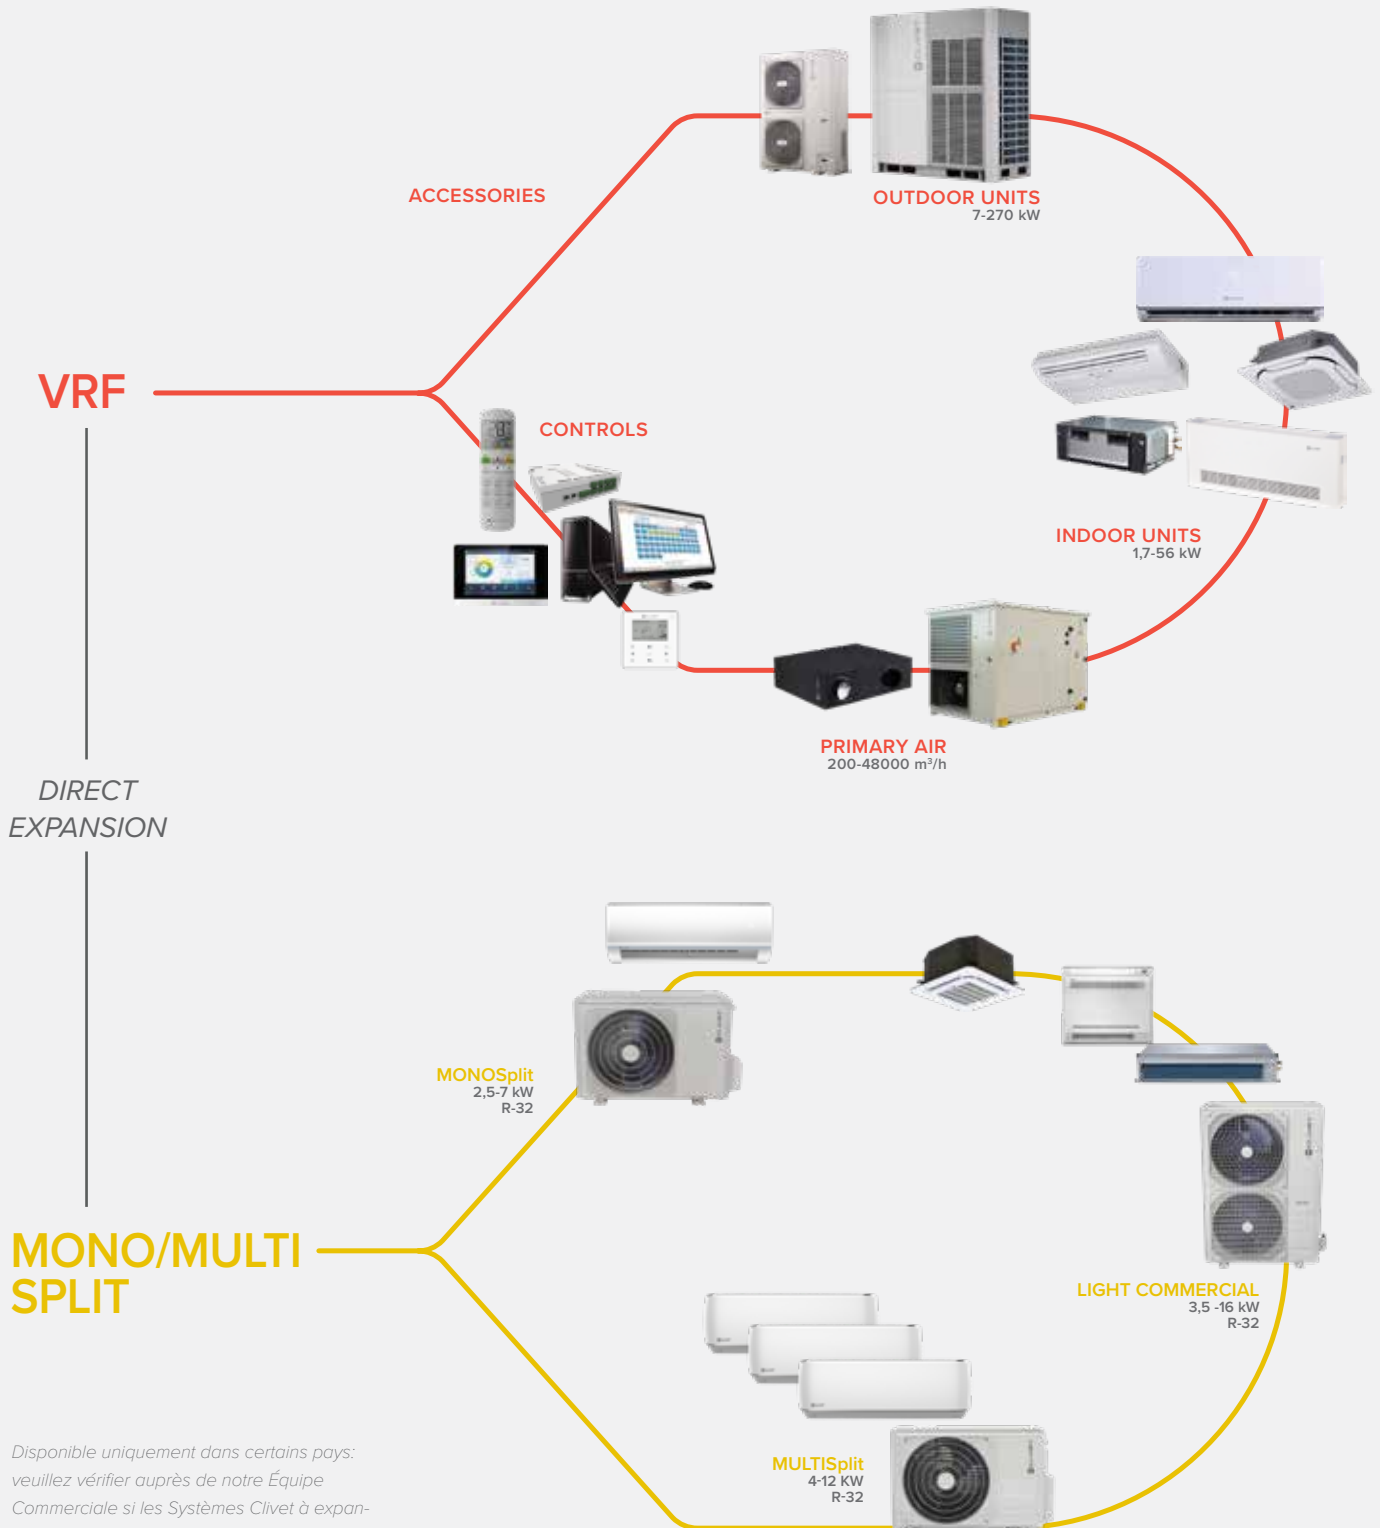 ACCESSORIES
OUTDOOR UNITS
7-270 kW
VRF
CONTROLS
INDOOR UNITS
1,7-56 kW
PRIMARY AIR
200-48000 m³/h
DIRECT
EXPANSION
MONOSplit
2,5-7 kW
R-32
MONO/MULTI
SPLIT
LIGHT COMMERCIAL
3,5 -16 kW
R-32
MULTISplit
4-12 KW
R-32
Disponible uniquement dans certains pays:
veuillez vérifier auprès de notre Équipe
Commerciale si les Systèmes Clivet à expan-